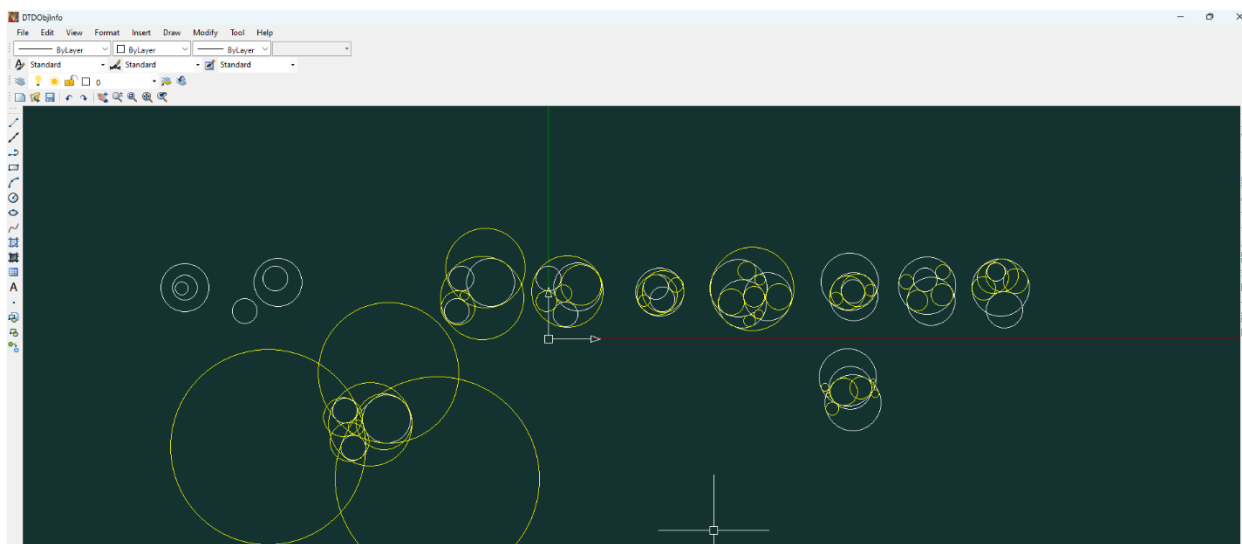 DTDObjInfo
File Edit View Format Insert Draw Modify Tool Help
ByLayer ByLayer ByLayer
Standard Standard Standard
0
A